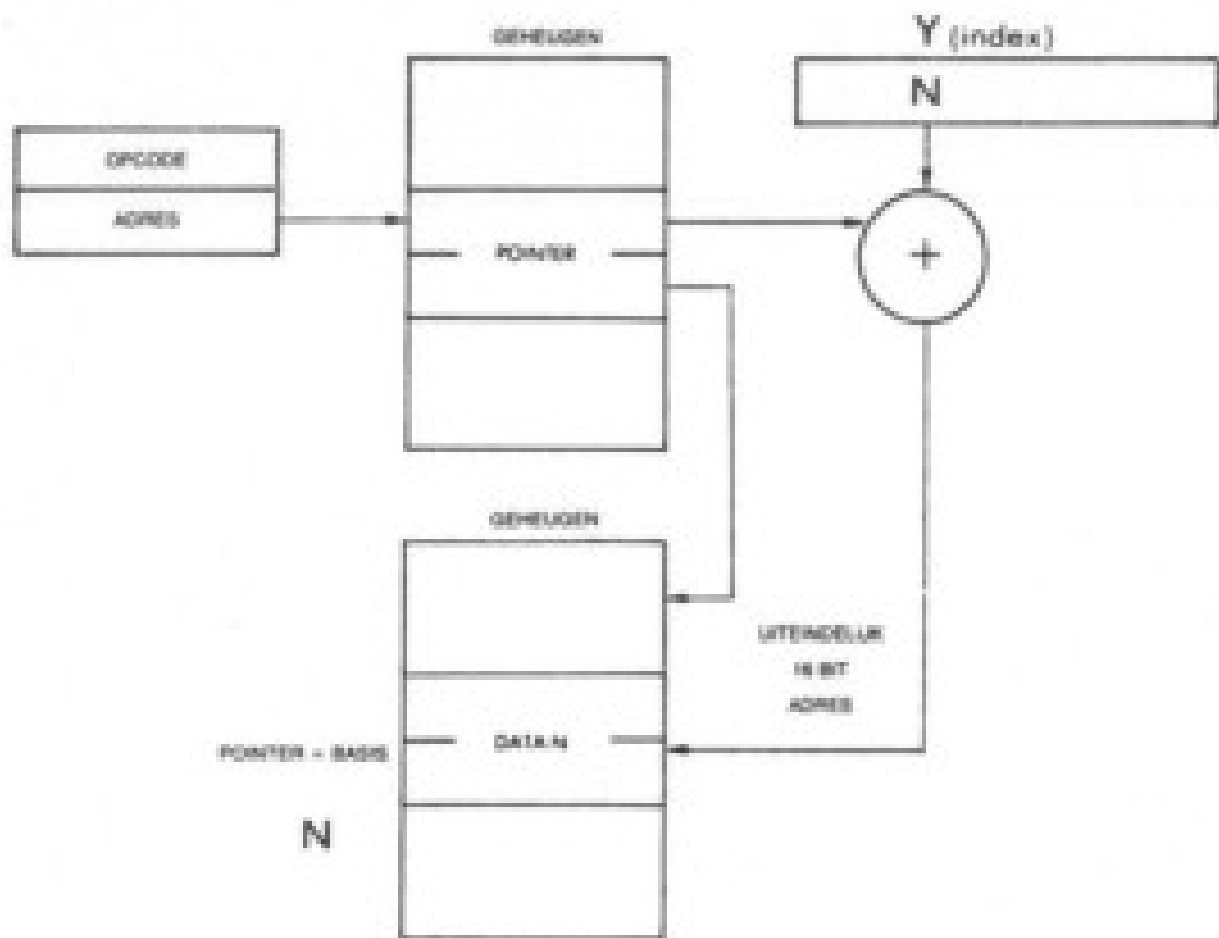 GEHEUGEN
Y (index)
N
OPCODE
ADRES
POINTER
+
GEHEUGEN
UITEINDELIJK
16 BIT
ADRES
DATA N
POINTER - BASIS
N